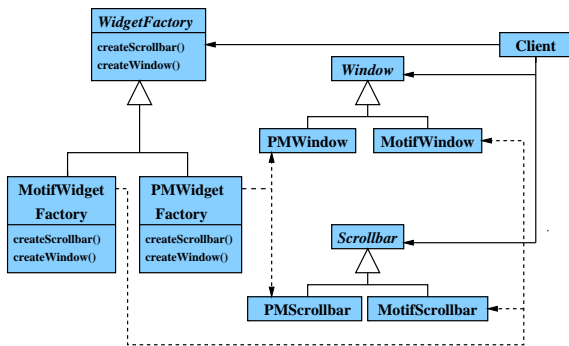 WidgetFactory
createScrollbar()
createWindow()
Client
Window
PMWindow
MotifWindow
MotifWidget
Factory
createScrollbar()
createWindow()
PMWidget
Factory
createScrollbar()
createWindow()
Scrollbar
PMScrollbar
MotifScrollbar